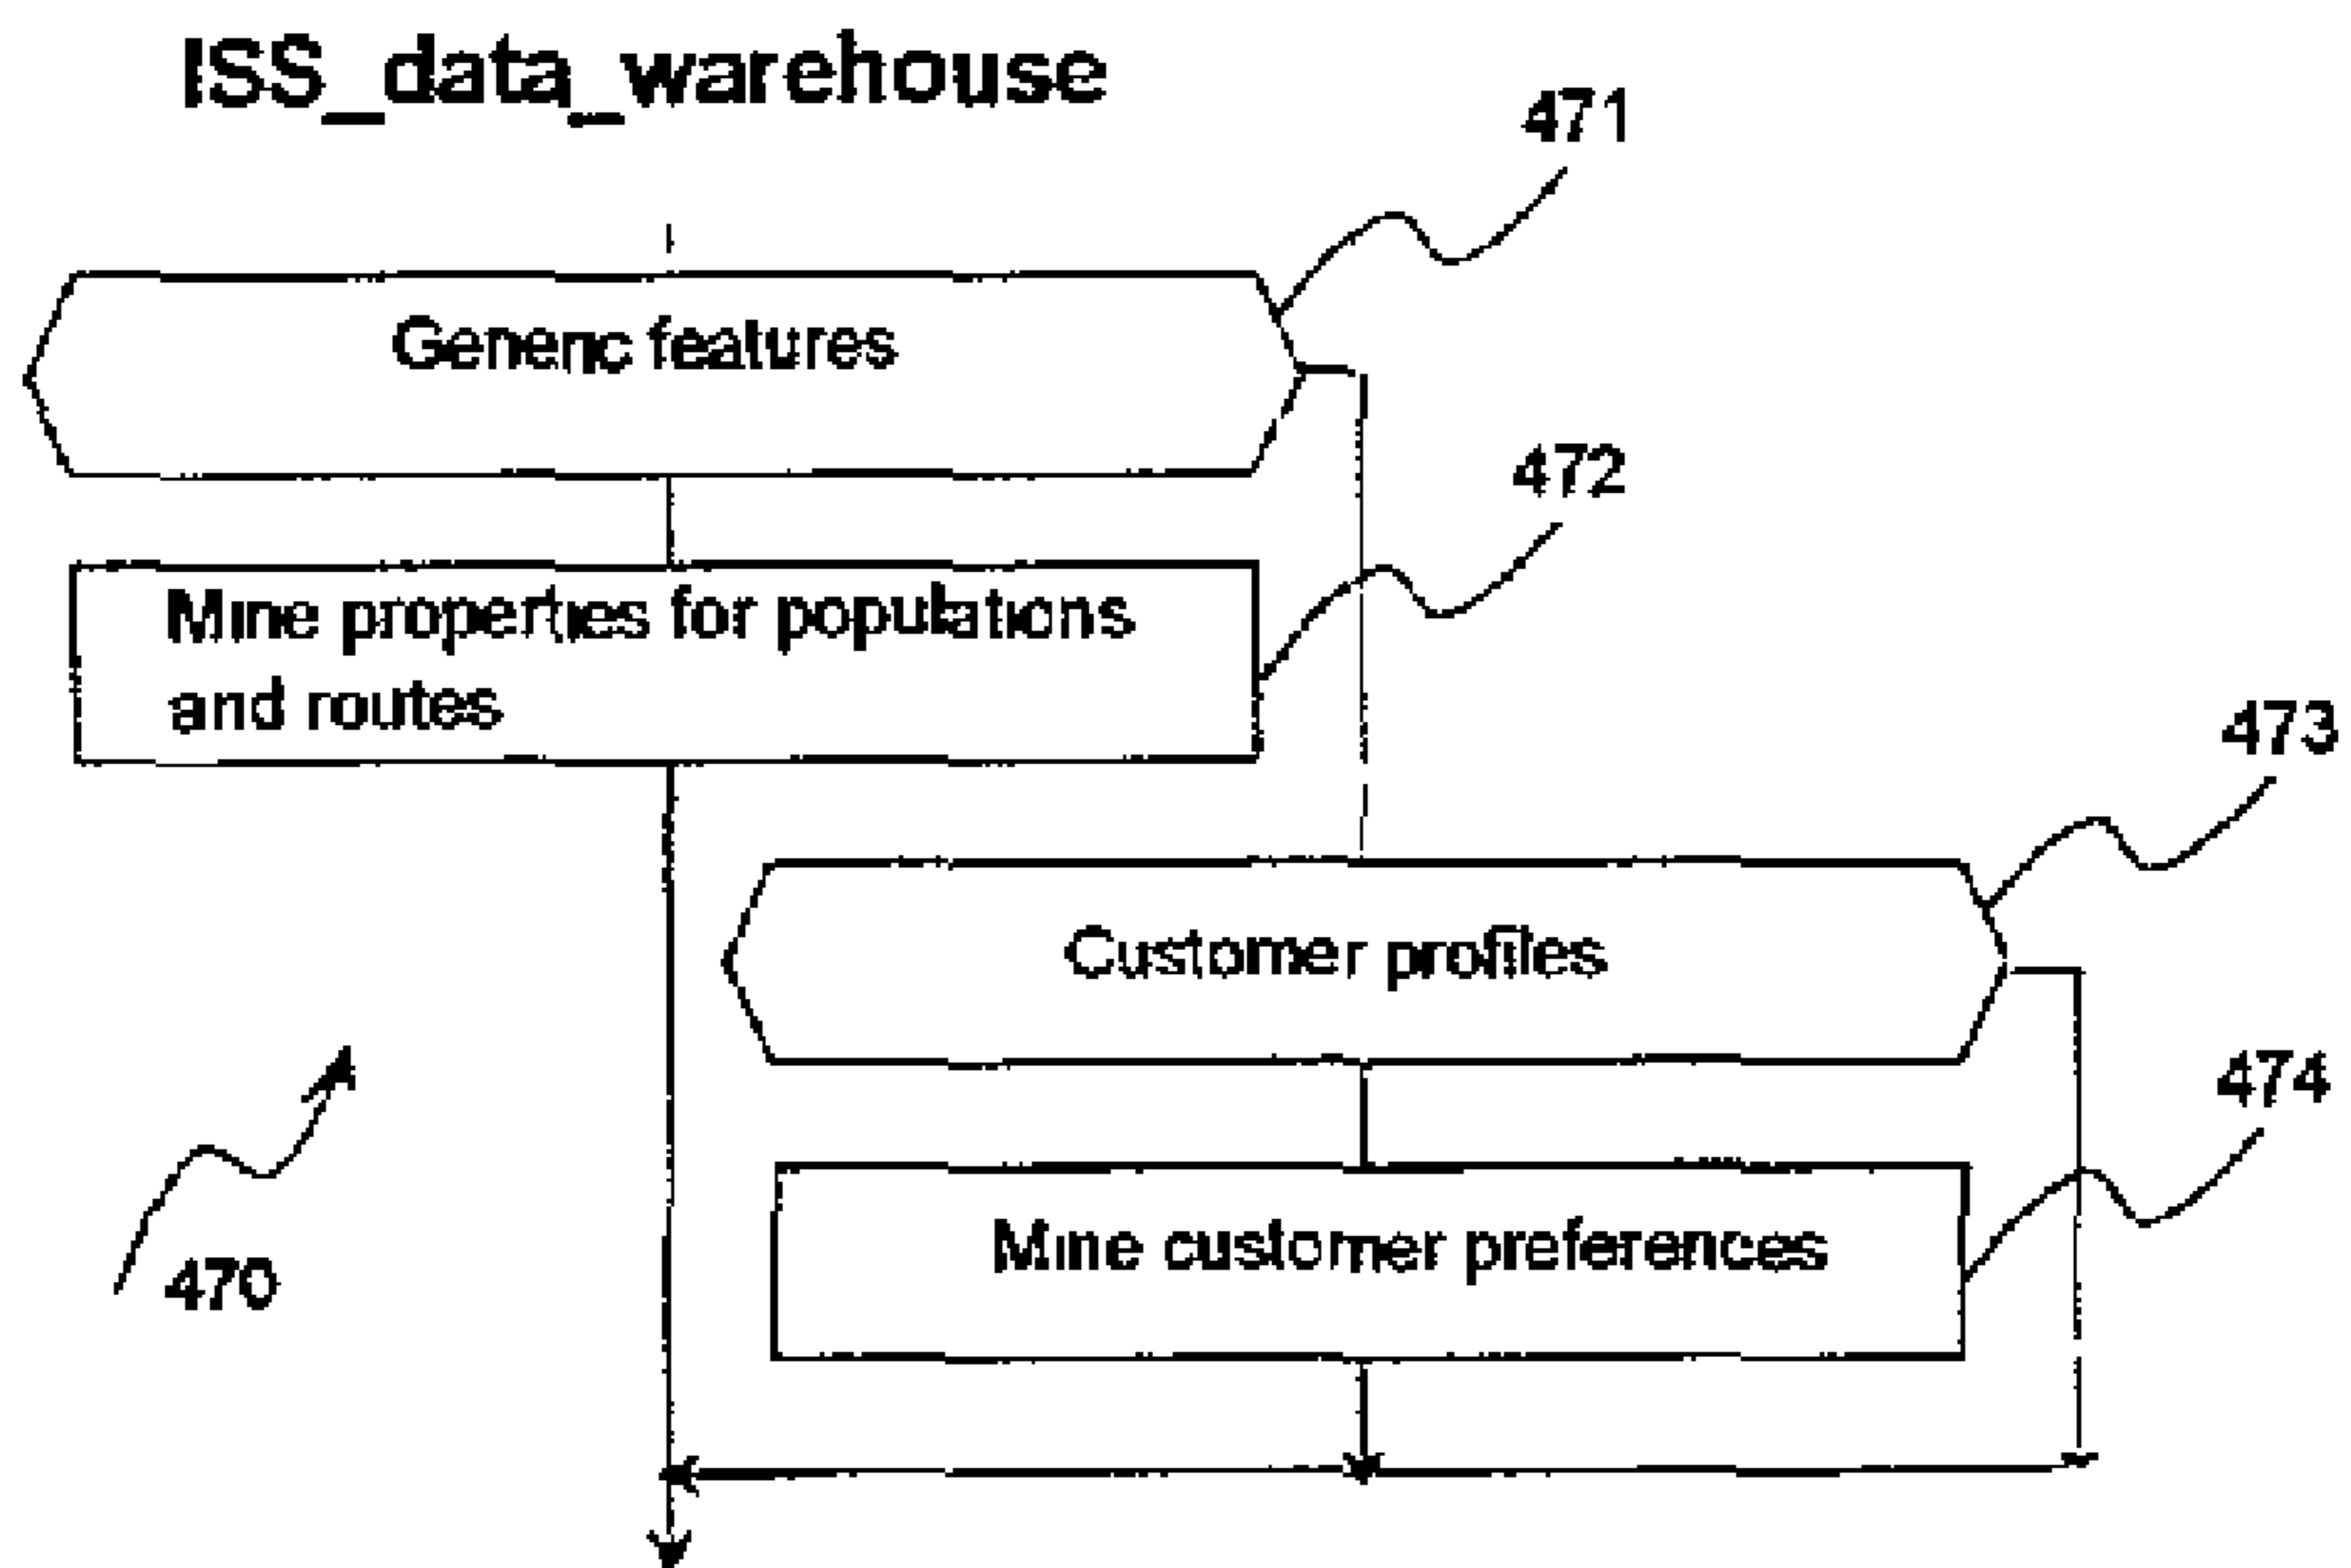 ISS_data_warehouse
471
Generic features
472
Mine properties for populations
and routes
473
Customer profiles
474
Mine customer preferences
470